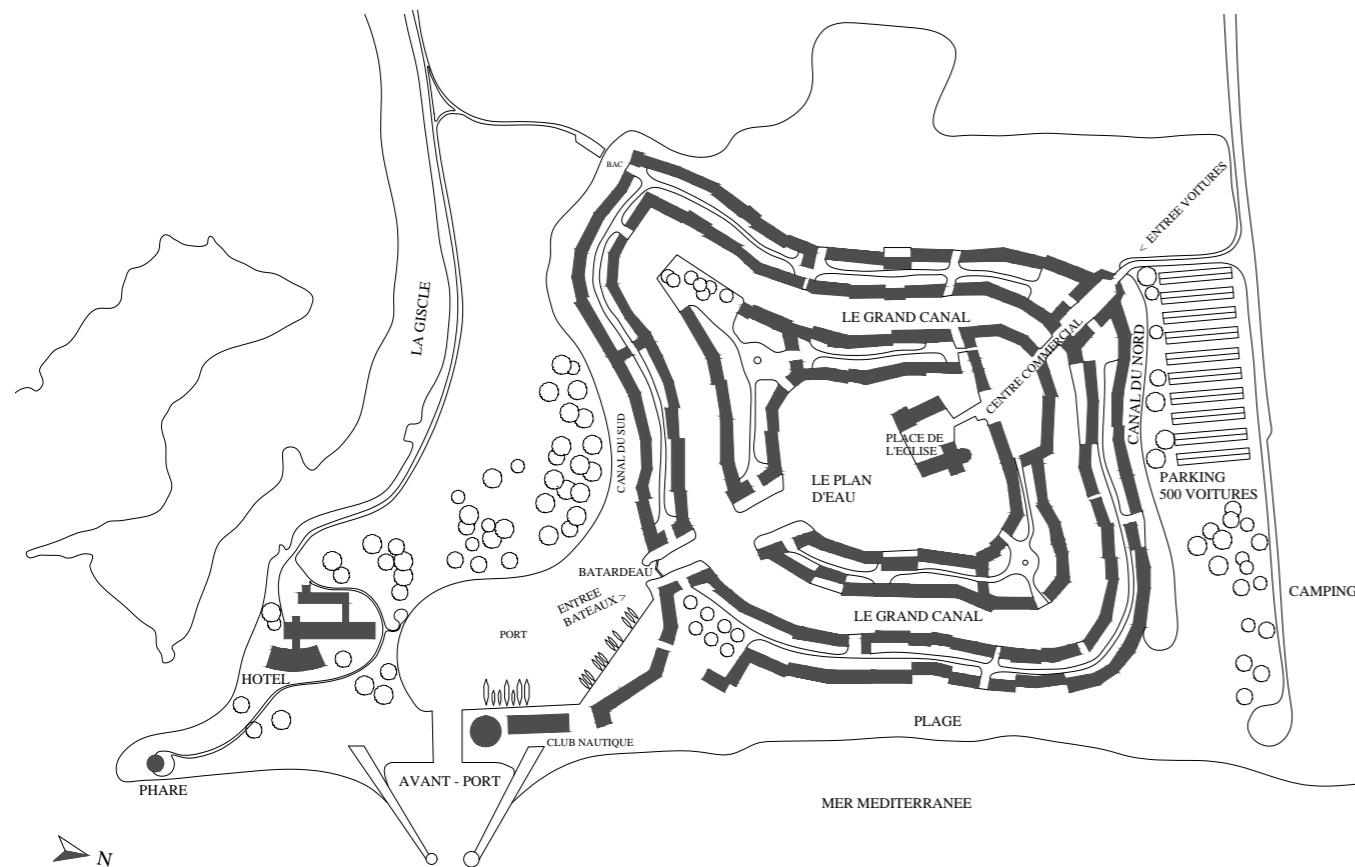 BAC
< ENTREE VOITURES
LA GISCLE
LE GRAND CANAL
CENTRE COMMERCIAL
CANAL DU NORD
PLACE DE
L'EGLISE
CANAL DU SUD
LE PLAN
D'EAU
PARKING
500 VOITURES
BATARDEAU
ENTREE
BATEAUX >
CAMPING
LE GRAND CANAL
PORT
HOTEL
PLAGE
CLUB NAUTIQUE
AVANT - PORT
PHARE
MER MEDITERRANEE
N